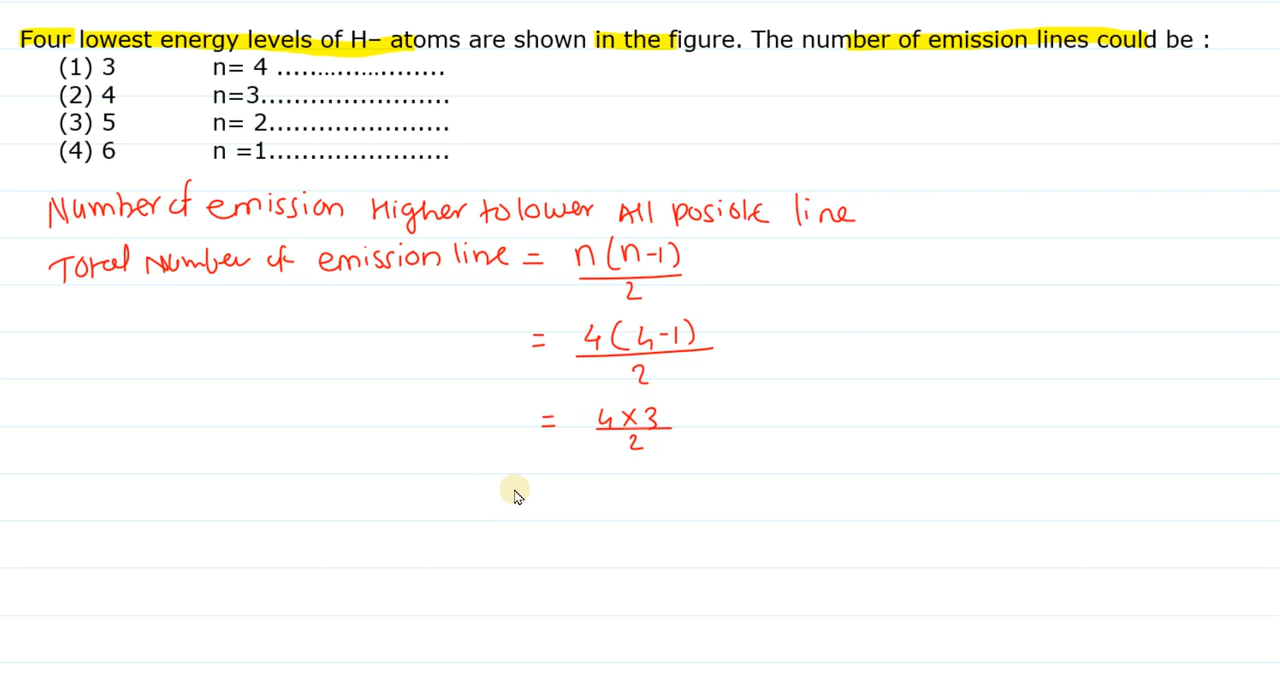 Four lowest energy levels of H– atoms are shown in the figure. The number of emission lines could be :
(1) 3 n= 4 ........................
(2) 4 n=3........................
(3) 5 n= 2.......................
(4) 6 n =1.......................
Number of emission Higher to lower All posible line
Total Number of emission line = n(n-1)
2
= 4(4-1)
2
= 4×3
2